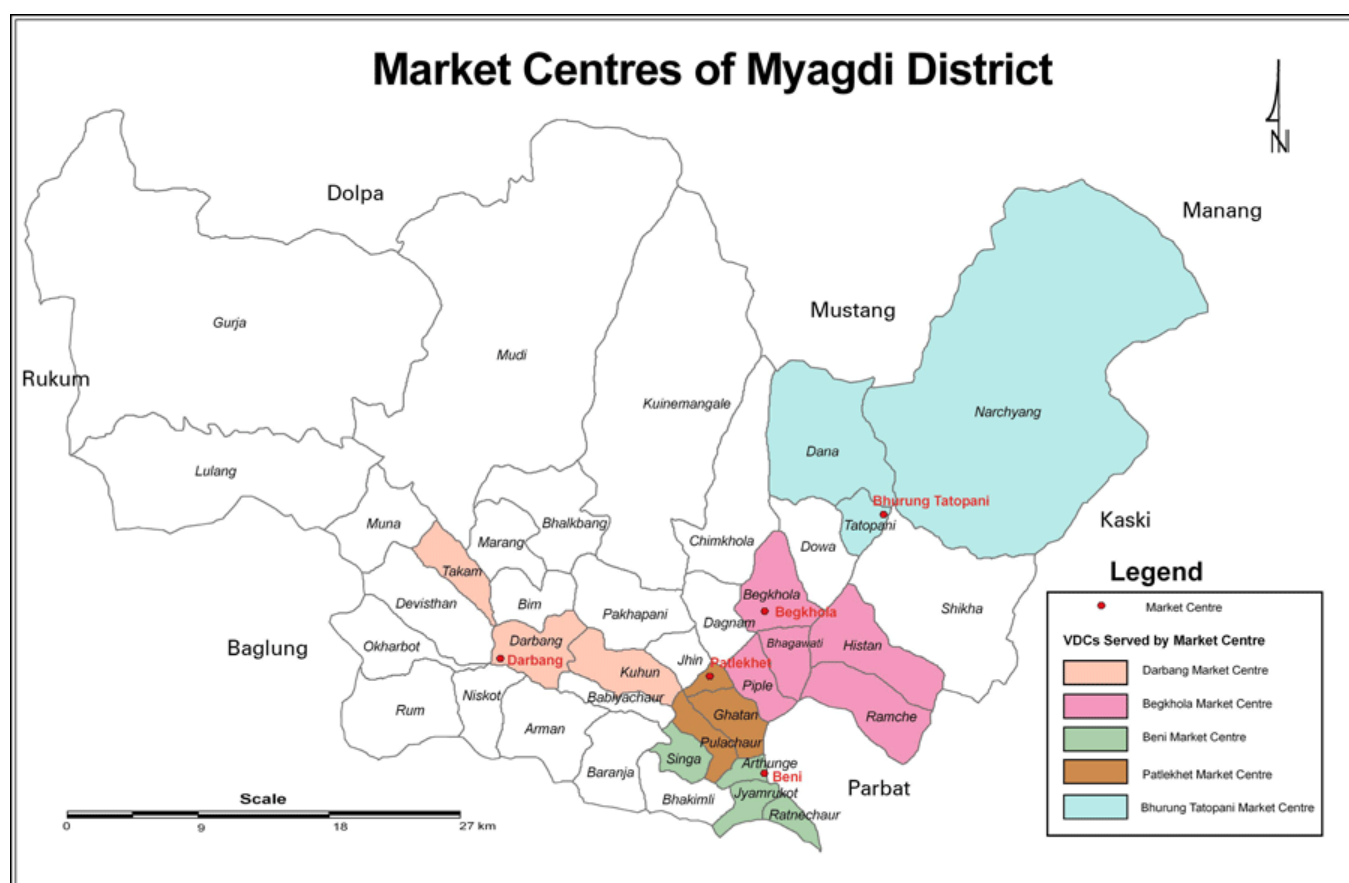 Market Centres of Myagdi District
N
Dolpa
Manang
Mustang
Gurja
Mudi
Rukum
Kuinemangale
Narchyang
Dana
Lulang
Bhurung Tatopani
Muna
Bhalkbang
Tatopani
Kaski
Marang
Chimkhola
Dowa
Takam
Begkhola
Devisthan
Bim
Pakhapani
Dagnam
Begkhola
Shikha
Baglung
Okharbot
Darbang
Bhagawati
Histan
Darbang
Jhin
Patlekhet
Kuhun
Piple
Niskot
Babiyachaur
Rum
Ghatan
Ramche
Arman
Pulachaur
Singa
Arthunge
Baranja
Beni
Parbat
Bhakimli
Jyamrukot
Ratnechaur
Scale
0 9 18 27 km
Legend
Market Centre
VDCs Served by Market Centre
Darbang Market Centre
Begkhola Market Centre
Beni Market Centre
Patlekhet Market Centre
Bhurung Tatopani Market Centre